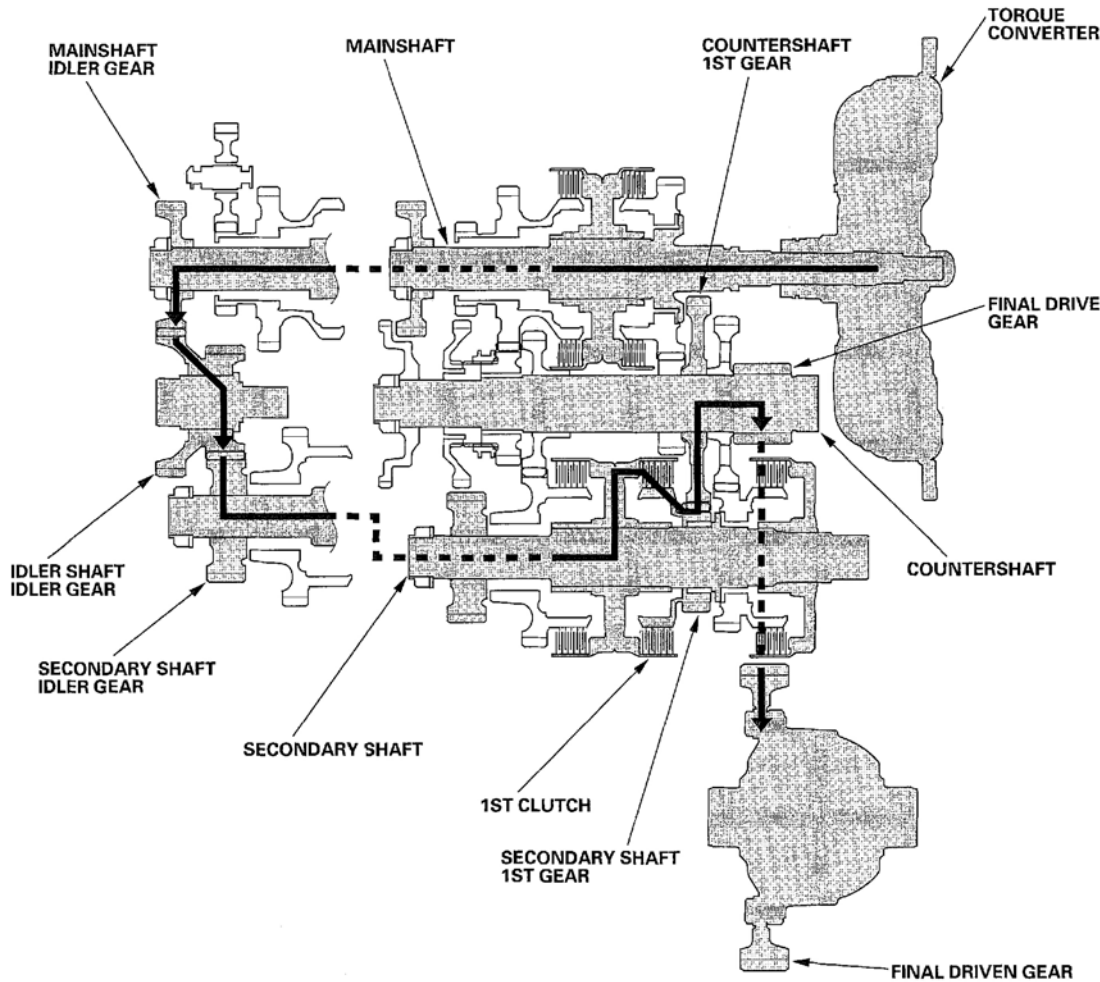 TORQUE
CONVERTER
MAINSHAFT
IDLER GEAR
MAINSHAFT
COUNTERSHAFT
1ST GEAR
FINAL DRIVE
GEAR
COUNTERSHAFT
IDLER SHAFT
IDLER GEAR
SECONDARY SHAFT
IDLER GEAR
SECONDARY SHAFT
1ST CLUTCH
SECONDARY SHAFT
1ST GEAR
FINAL DRIVEN GEAR